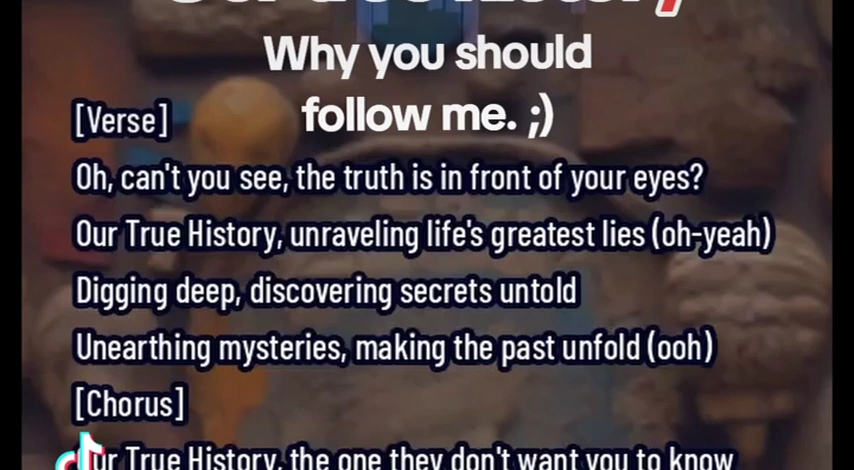 Why you should
follow me. ;)
[Verse]
Oh, can't you see, the truth is in front of your eyes?
Our True History, unraveling life's greatest lies (oh-yeah)
Digging deep, discovering secrets untold
Unearthing mysteries, making the past unfold (ooh)
[Chorus]
True History, the one they don't want you to know